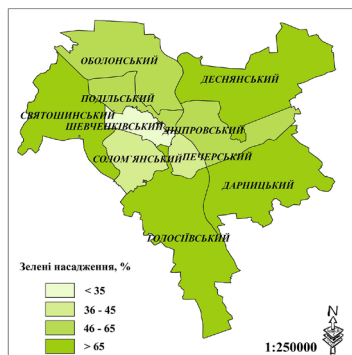 ОБОЛОНСЬКИЙ
ДЕСНЯНСЬКИЙ
ПОДІЛЬСЬКИЙ
СВЯТОШИНСЬКИЙ
ШЕВЧЕНКІВСЬКИЙ
ДНІПРОВСЬКИЙ
СОЛОМ'ЯНСЬКИЙ
ПЕЧЕРСЬКИЙ
ДАРНИЦЬКИЙ
ГОЛОСІЇВСЬКИЙ
Зелені насадження, %
< 35
36 - 45
46 - 65
> 65
N
1:250000